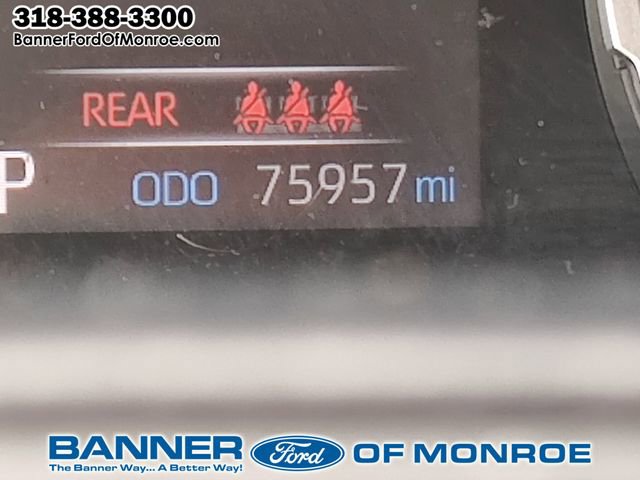 318-388-3300
BannerFordOfMonroe.com
REAR
P ODO 75957 mi
BANNER Ford OF MONROE
The Banner Way... A Better Way!